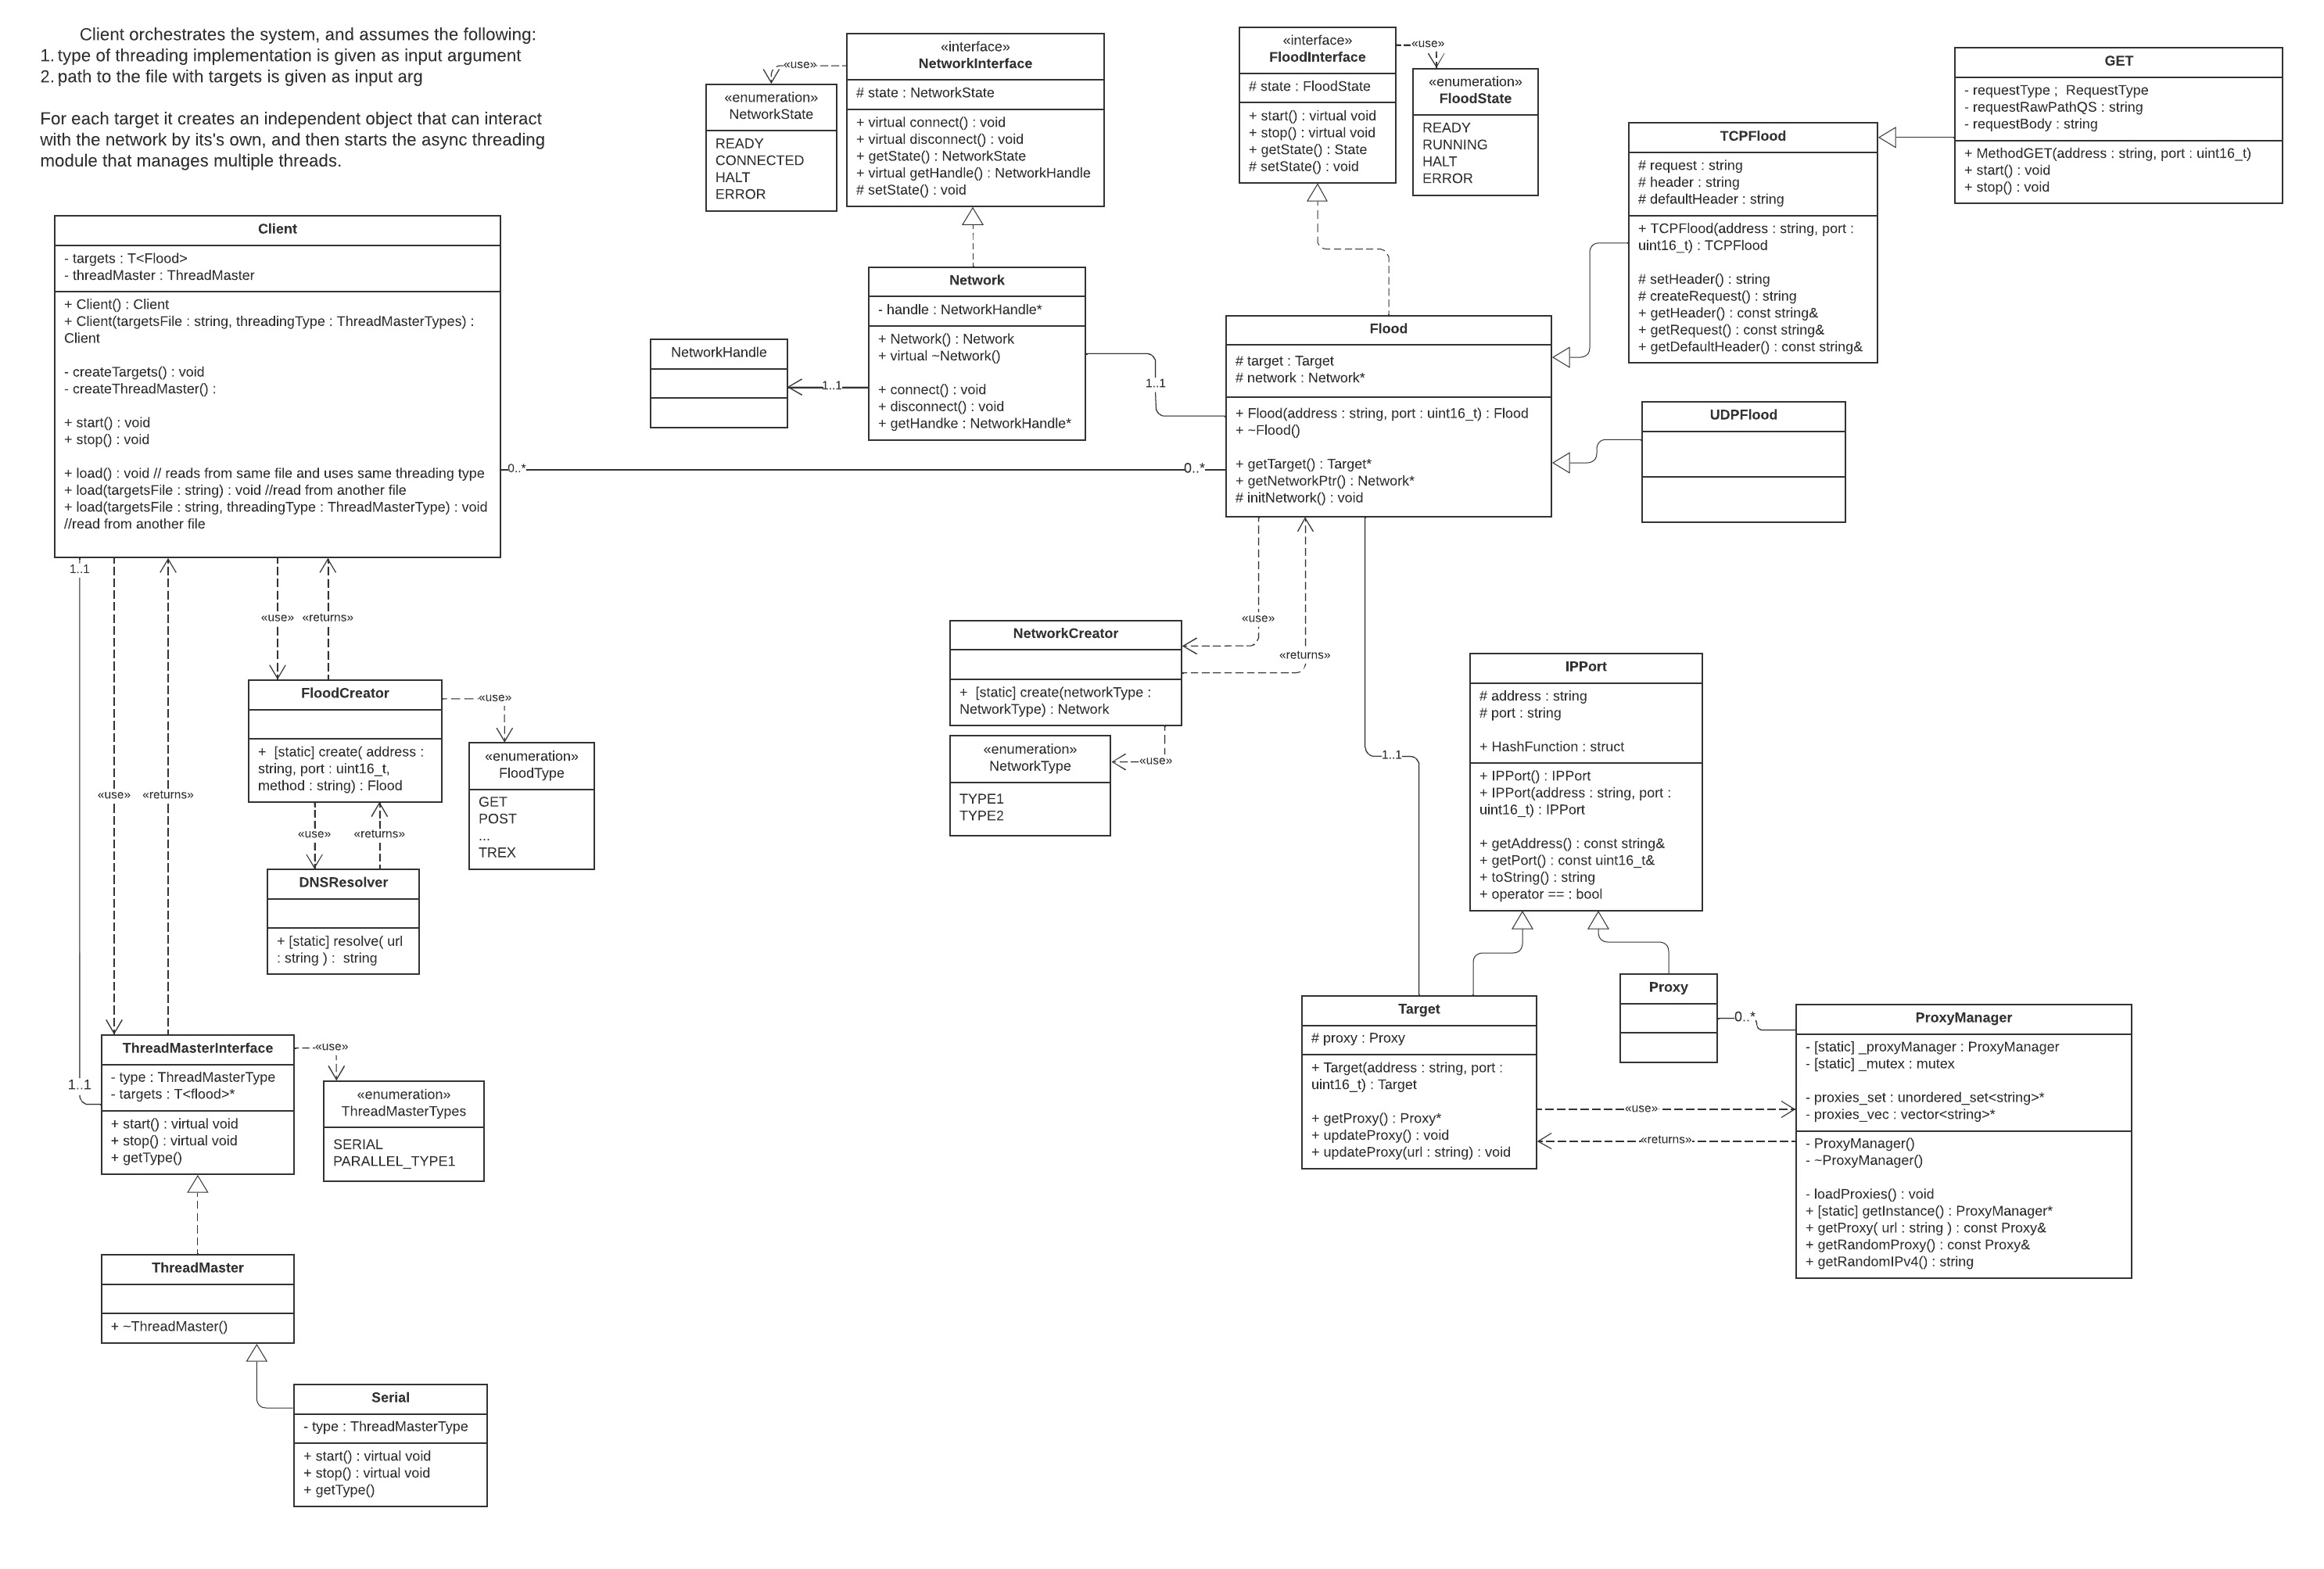 Client orchestrates the system, and assumes the following:
1. type of threading implementation is given as input argument
2. path to the file with targets is given as input arg
For each target it creates an independent object that can interact
with the network by its's own, and then starts the async threading
module that manages multiple threads.
Client
- targets : T<Flood>
- threadMaster : ThreadMaster
+ Client() : Client
+ Client(targetsFile : string, threadingType : ThreadMasterTypes) :
Client
- createTargets() : void
- createThreadMaster() :
+ start() : void
+ stop() : void
+ load() : void // reads from same file and uses same threading type
+ load(targetsFile : string) : void //read from another file
+ load(targetsFile : string, threadingType : ThreadMasterType) : void
//read from another file
«use»
«enumeration»
NetworkState
READY
CONNECTED
HALT
ERROR
«interface»
NetworkInterface
# state : NetworkState
+ virtual connect() : void
+ virtual disconnect() : void
+ getState() : NetworkState
+ virtual getHandle() : NetworkHandle
# setState() : void
Network
- handle : NetworkHandle*
+ Network() : Network
+ virtual ~Network()
+ connect() : void
+ disconnect() : void
+ getHandke : NetworkHandle*
NetworkHandle
1..1
1..1
0..*
0..*
«interface»
FloodInterface
# state : FloodState
+ start() : virtual void
+ stop() : virtual void
+ getState() : State
# setState() : void
«use»
«enumeration»
FloodState
READY
RUNNING
HALT
ERROR
Flood
# target : Target
# network : Network*
+ Flood(address : string, port : uint16_t) : Flood
+ ~Flood()
+ getTarget() : Target*
+ getNetworkPtr() : Network*
# initNetwork() : void
TCPFlood
# request : string
# header : string
# defaultHeader : string
+ TCPFlood(address : string, port :
uint16_t) : TCPFlood
# setHeader() : string
# createRequest() : string
+ getHeader() : const string&
+ getRequest() : const string&
+ getDefaultHeader() : const string&
GET
- requestType ;  RequestType
- requestRawPathQS : string
- requestBody : string
+ MethodGET(address : string, port : uint16_t)
+ start() : void
+ stop() : void
UDPFlood
1..1
«use»
«returns»
FloodCreator
+  [static] create( address :
string, port : uint16_t,
method : string) : Flood
«use»
«enumeration»
FloodType
GET
POST
...
TREX
«use»
«returns»
DNSResolver
+ [static] resolve( url
: string ) :  string
«use»
«returns»
1..1
ThreadMasterInterface
- type : ThreadMasterType
- targets : T<flood>*
+ start() : virtual void
+ stop() : virtual void
+ getType()
«use»
«enumeration»
ThreadMasterTypes
SERIAL
PARALLEL_TYPE1
ThreadMaster
+ ~ThreadMaster()
Serial
- type : ThreadMasterType
+ start() : virtual void
+ stop() : virtual void
+ getType()
«use»
«returns»
NetworkCreator
+  [static] create(networkType :
NetworkType) : Network
«enumeration»
NetworkType
TYPE1
TYPE2
«use»
1..1
IPPort
# address : string
# port : string
+ HashFunction : struct
+ IPPort() : IPPort
+ IPPort(address : string, port :
uint16_t) : IPPort
+ getAddress() : const string&
+ getPort() : const uint16_t&
+ toString() : string
+ operator == : bool
Target
# proxy : Proxy
+ Target(address : string, port :
uint16_t) : Target
+ getProxy() : Proxy*
+ updateProxy() : void
+ updateProxy(url : string) : void
Proxy
0..*
«use»
«returns»
ProxyManager
- [static] _proxyManager : ProxyManager
- [static] _mutex : mutex
- proxies_set : unordered_set<string>*
- proxies_vec : vector<string>*
- ProxyManager()
- ~ProxyManager()
- loadProxies() : void
+ [static] getInstance() : ProxyManager*
+ getProxy( url : string ) : const Proxy&
+ getRandomProxy() : const Proxy&
+ getRandomIPv4() : string